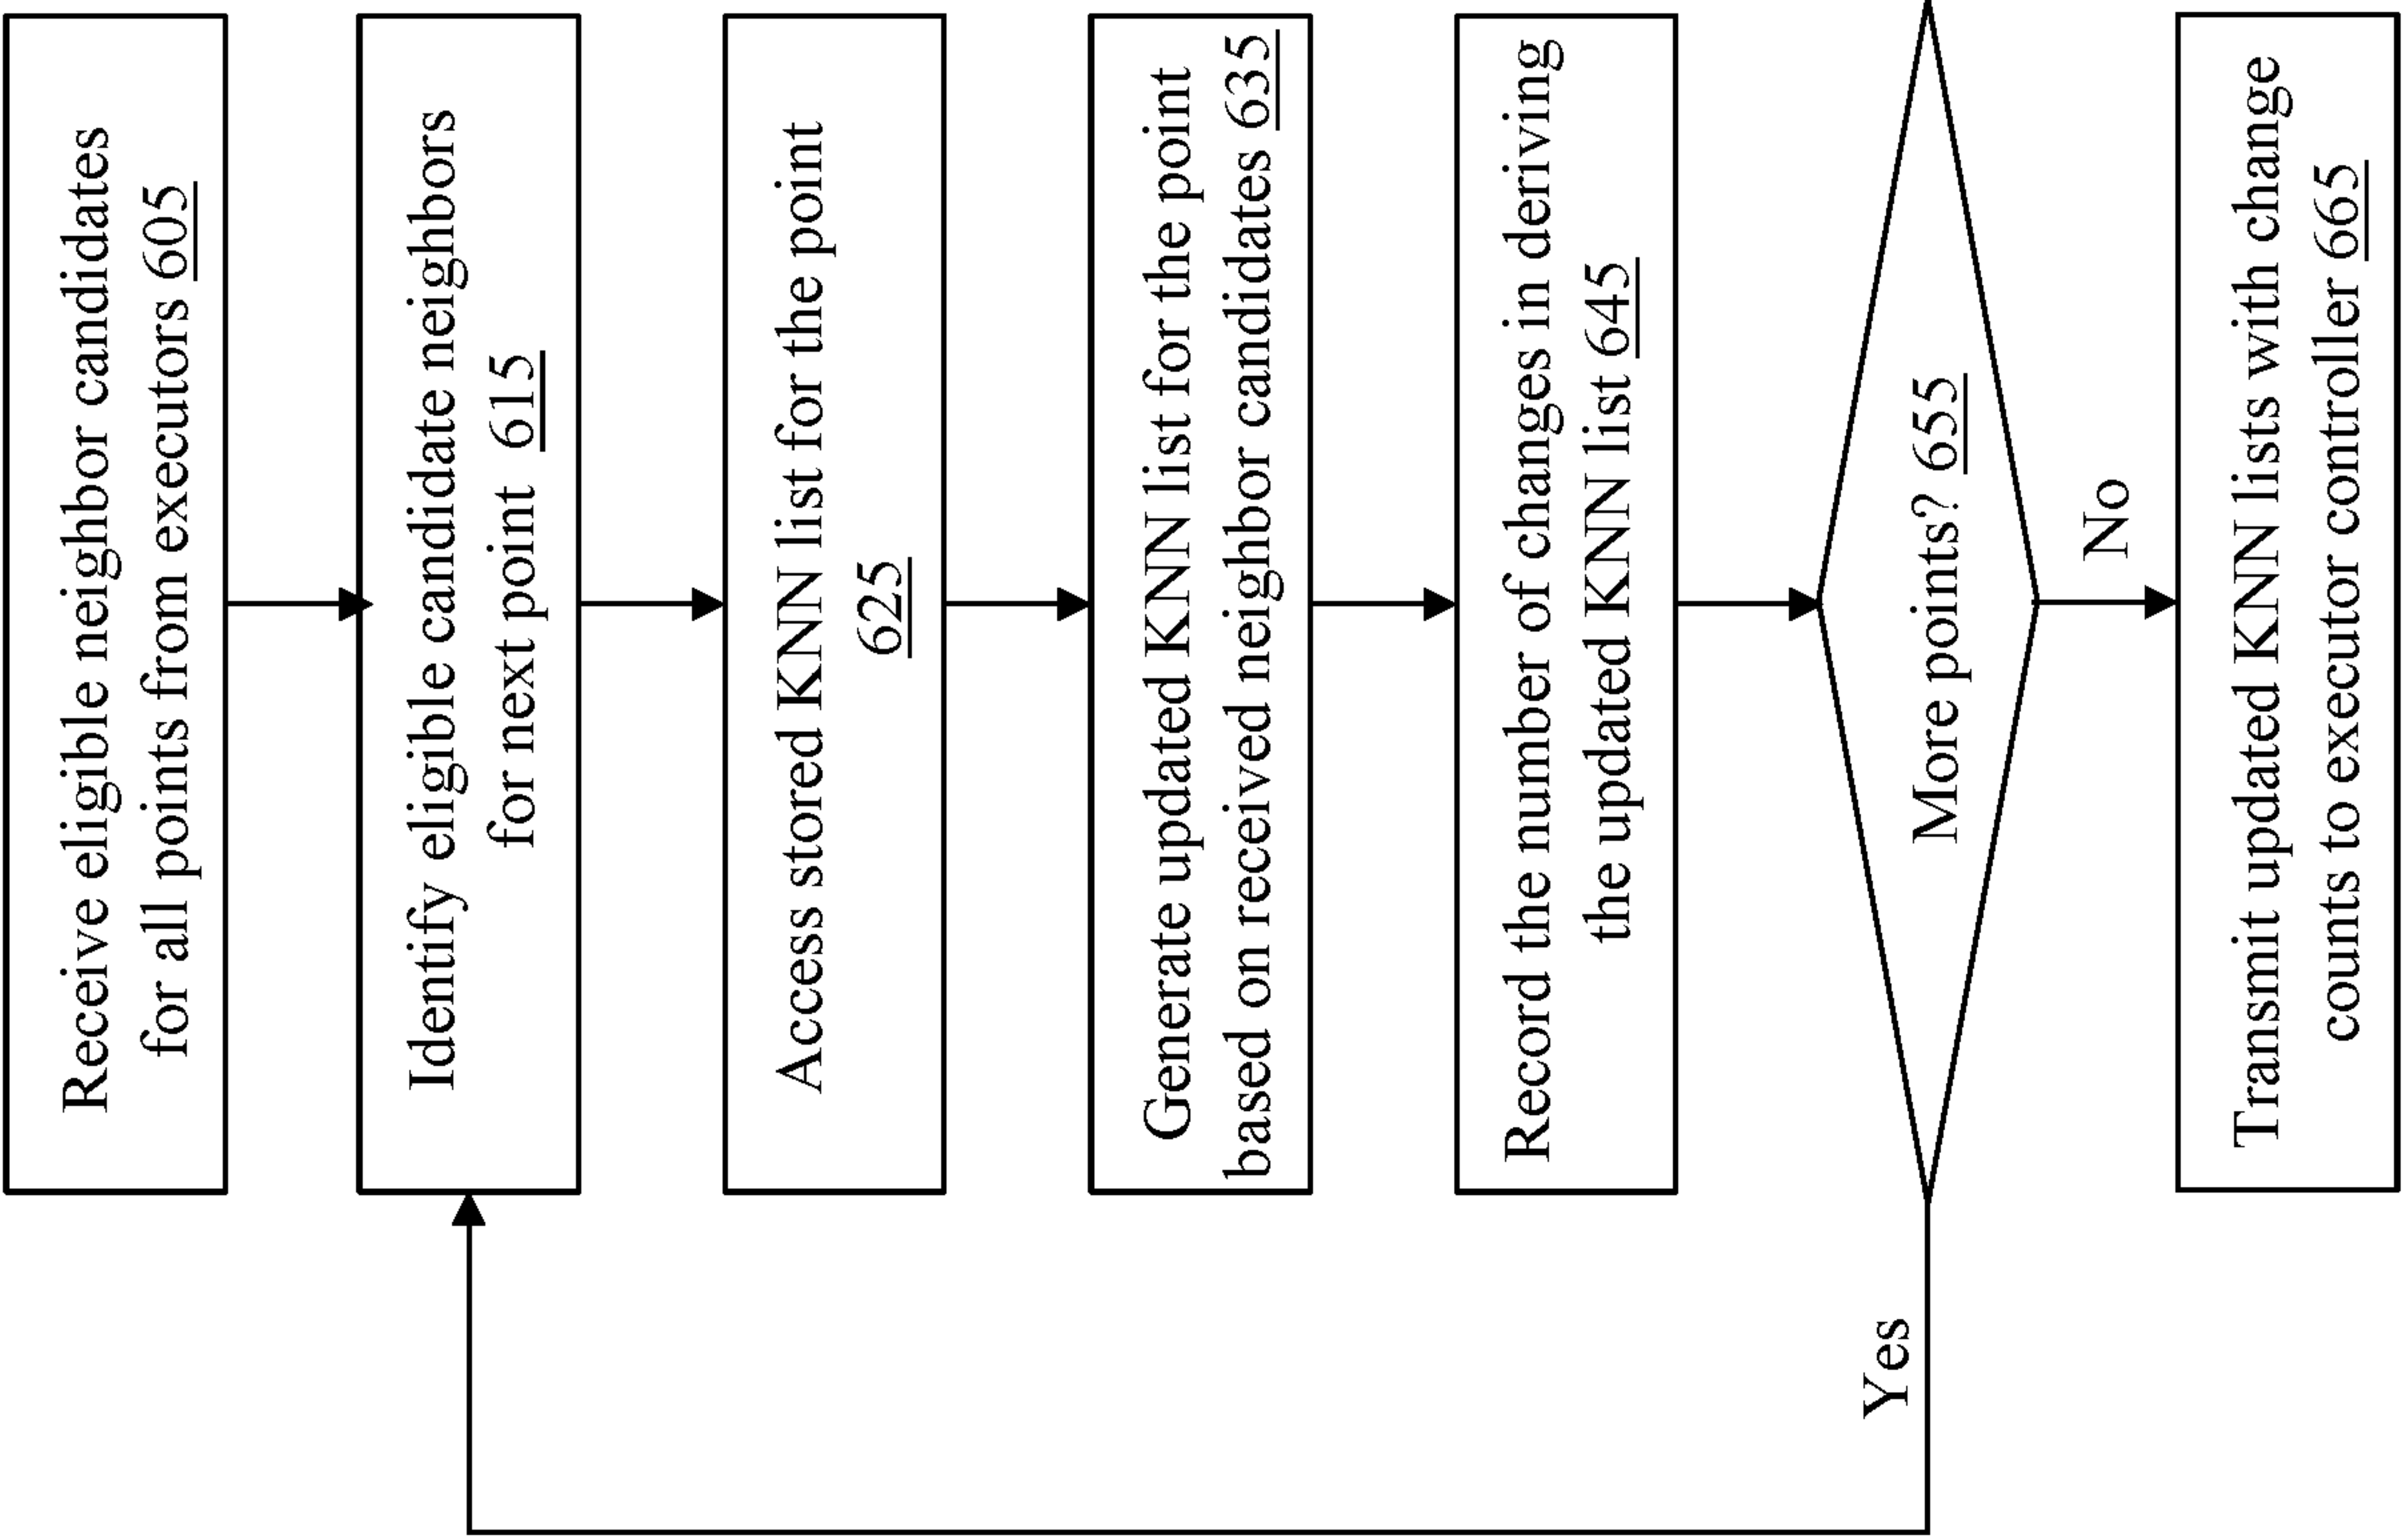 Receive eligible neighbor candidates
for all points from executors 605
Identify eligible candidate neighbors
for next point 615
Access stored KNN list for the point
625
Generate updated KNN list for the point
based on received neighbor candidates 635
Record the number of changes in deriving
the updated KNN list 645
More points? 655
Yes
No
Transmit updated KNN lists with change
counts to executor controller 665